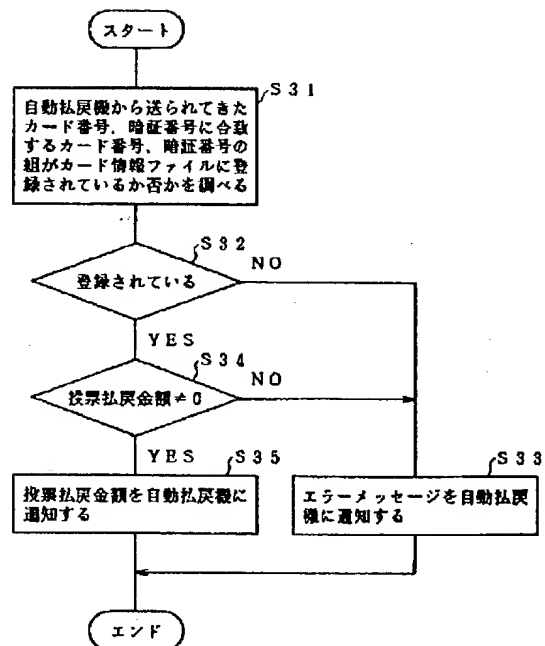 スタート
S31
自動払戻機から送られてきた
カード番号、暗証番号に合致
するカード番号、暗証番号の
組がカード情報ファイルに登
録されているか否かを調べる
S32
登録されている
NO
YES
S34
投票払戻金額≠0
NO
YES
S35
投票払戻金額を自動払戻機に
通知する
S33
エラーメッセージを自動払戻
機に通知する
エンド